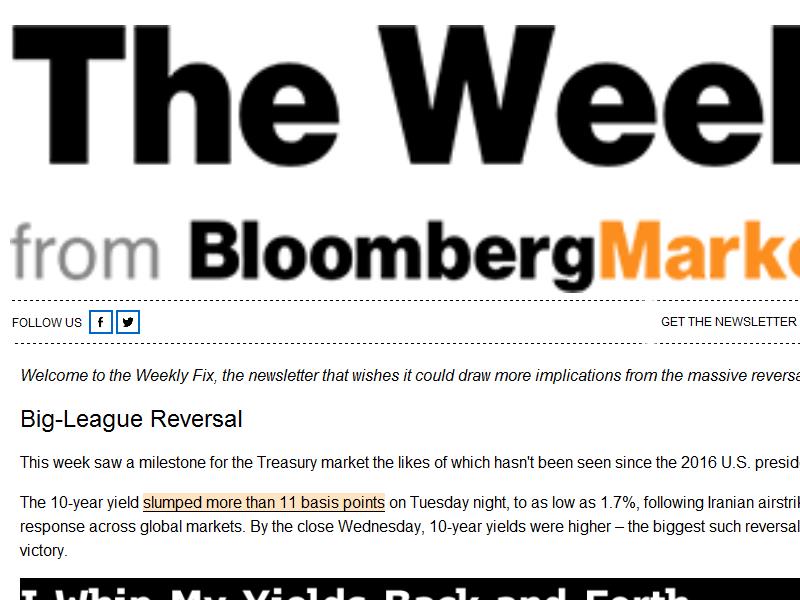 The Week
from BloombergMarke
FOLLOW US
GET THE NEWSLETTER
Welcome to the Weekly Fix, the newsletter that wishes it could draw more implications from the massive reversa
Big-League Reversal
This week saw a milestone for the Treasury market the likes of which hasn't been seen since the 2016 U.S. presid
The 10-year yield slumped more than 11 basis points on Tuesday night, to as low as 1.7%, following Iranian airstrik
response across global markets. By the close Wednesday, 10-year yields were higher – the biggest such reversal
victory.
I Whip My Yields Back and Forth